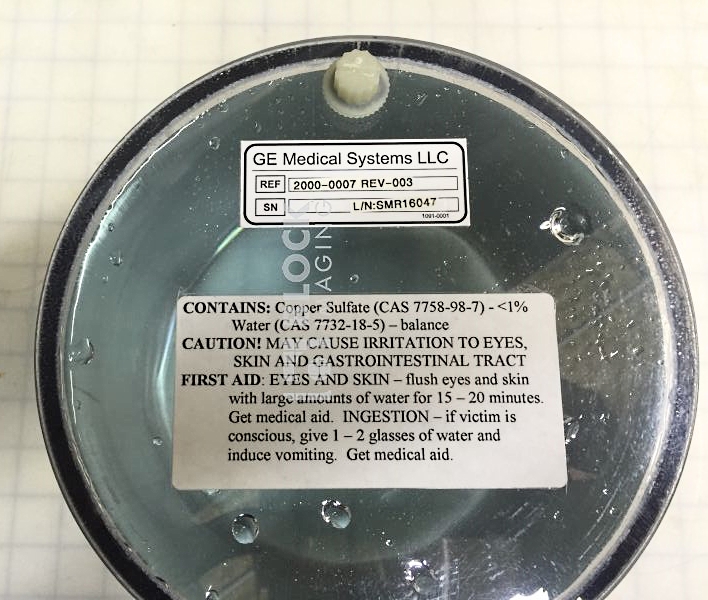 GE Medical Systems LLC
REF 2000-0007 REV-003
SN L/N:SMR16047
1091-0001
CONTAINS: Copper Sulfate (CAS 7758-98-7) - <1%
Water (CAS 7732-18-5) – balance
CAUTION! MAY CAUSE IRRITATION TO EYES,
SKIN AND GASTROINTESTINAL TRACT
FIRST AID: EYES AND SKIN – flush eyes and skin
with large amounts of water for 15 – 20 minutes.
Get medical aid. INGESTION – if victim is
conscious, give 1 – 2 glasses of water and
induce vomiting. Get medical aid.